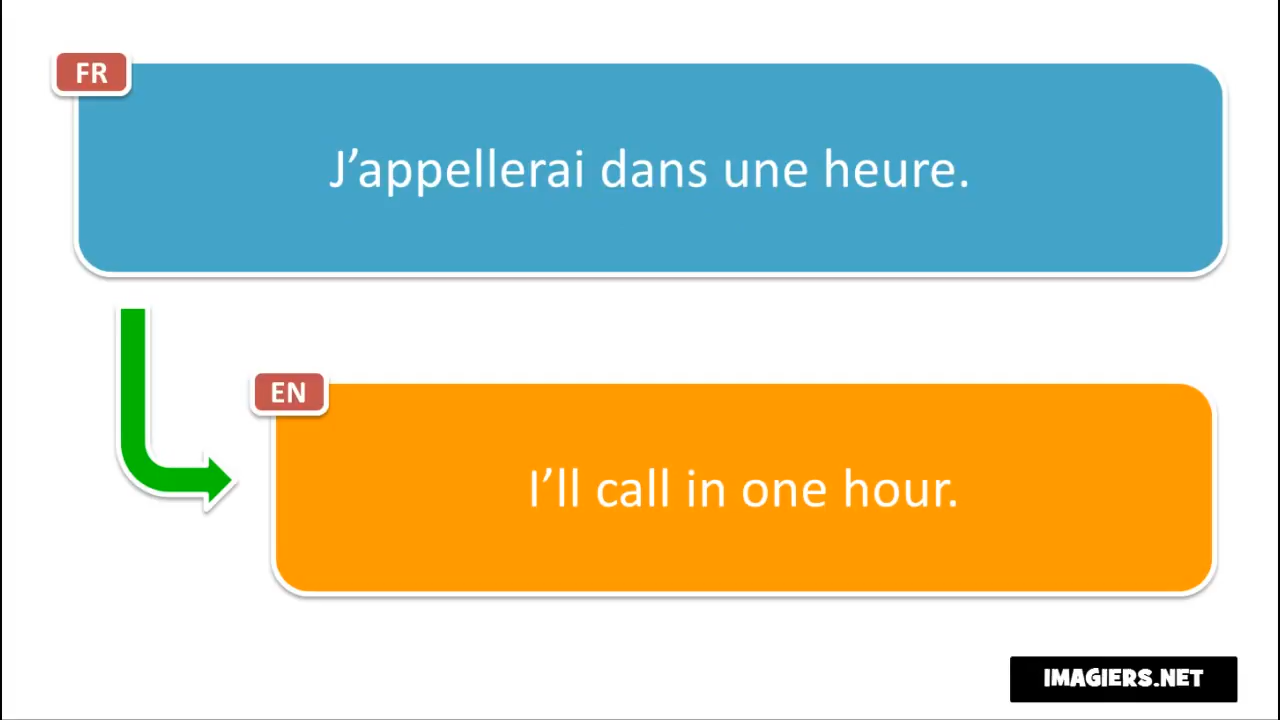 FR
J’appellerai dans une heure.
EN
I’ll call in one hour.
IMAGIERS.NET